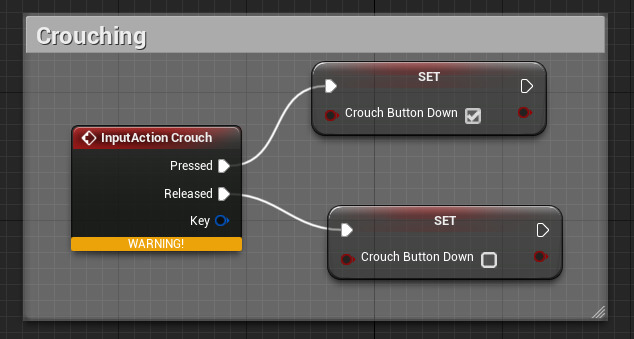 Crouching
SET
Crouch Button Down
InputAction Crouch
Pressed
Released
Key
WARNING!
SET
Crouch Button Down